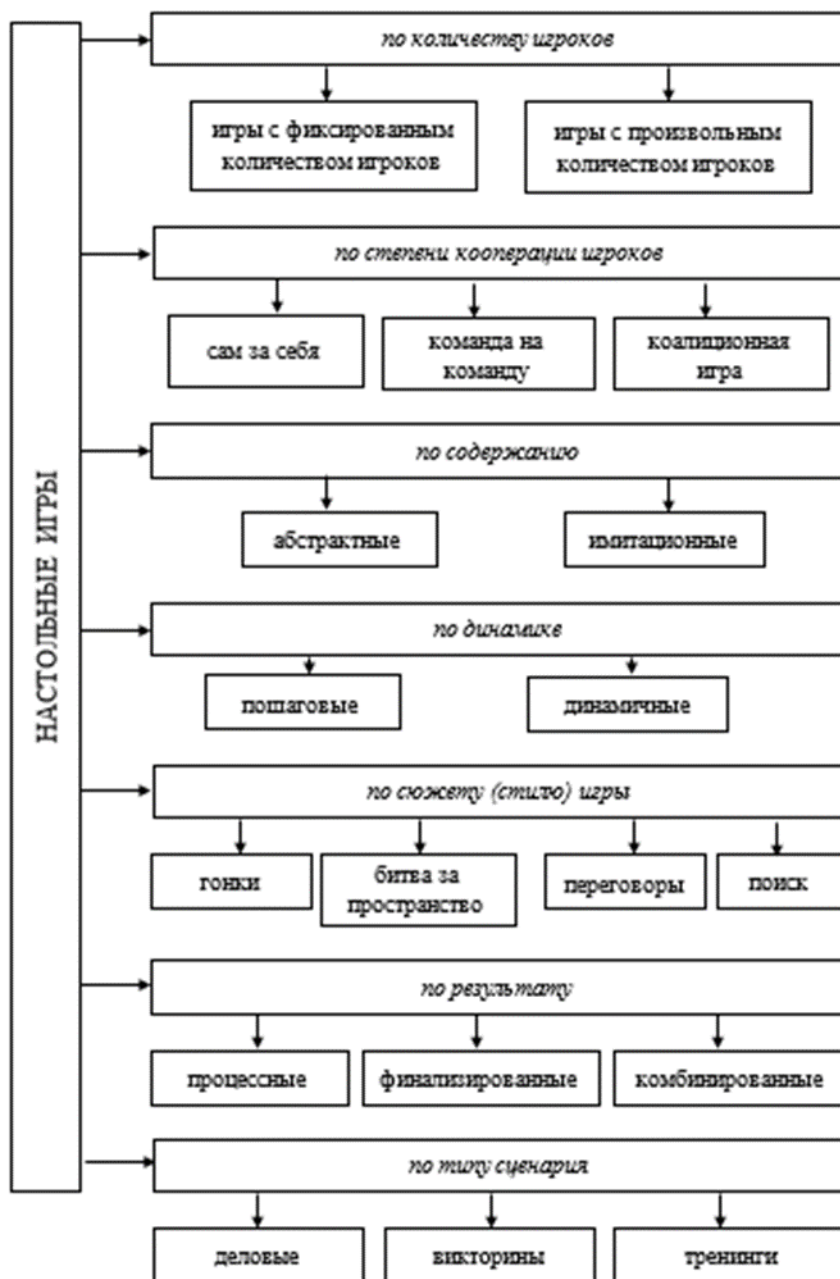 НАСТОЛЬНЫЕ ИГРЫ
по количеству игроков
игры с фиксированным
количеством игроков
игры с произвольным
количеством игроков
по степени кооперации игроков
сам за себя
команда на
команду
коалиционная
игра
по содержанию
абстрактные
имитационные
по динамике
пошаговые
динамичные
по сюжету (стилю) игры
гонки
битва за
пространство
переговоры
поиск
по результату
процессные
финализированные
комбинированные
по типу сценария
деловые
викторины
тренинги